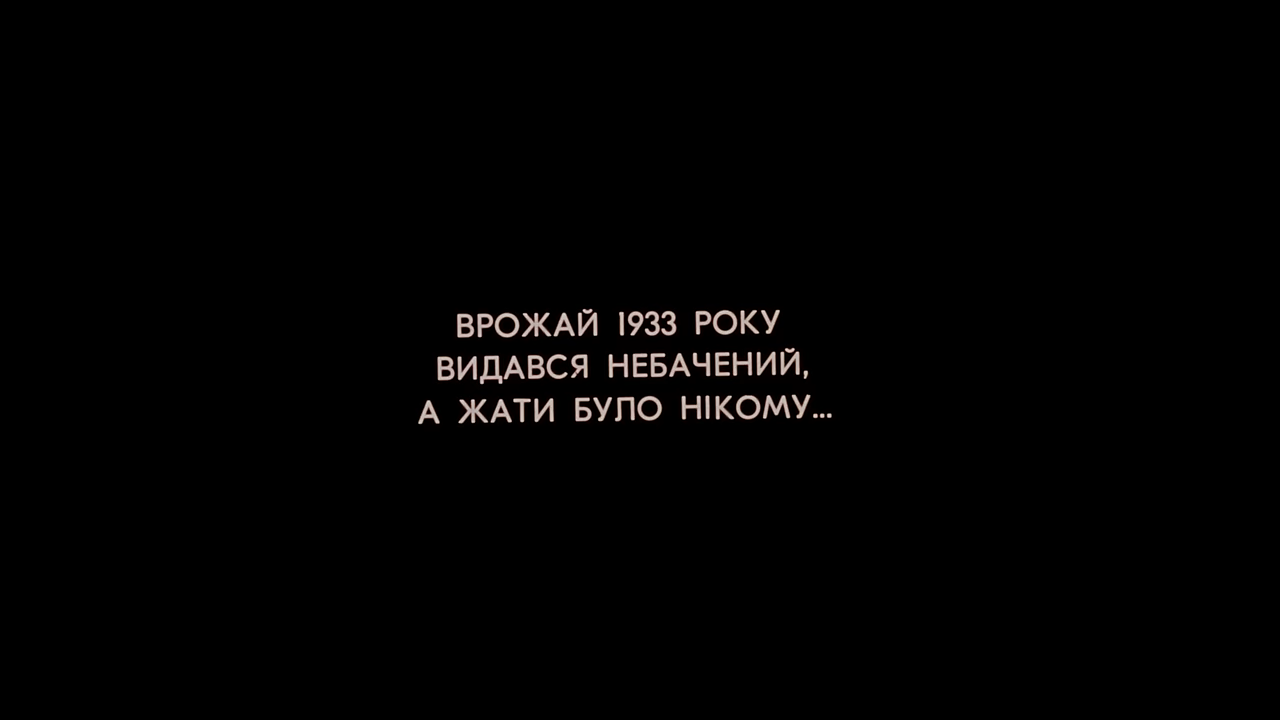 ВРОЖАЙ 1933 РОКУ
ВИДАВСЯ НЕБАЧЕНИЙ,
А ЖАТИ БУЛО НІКОМУ...